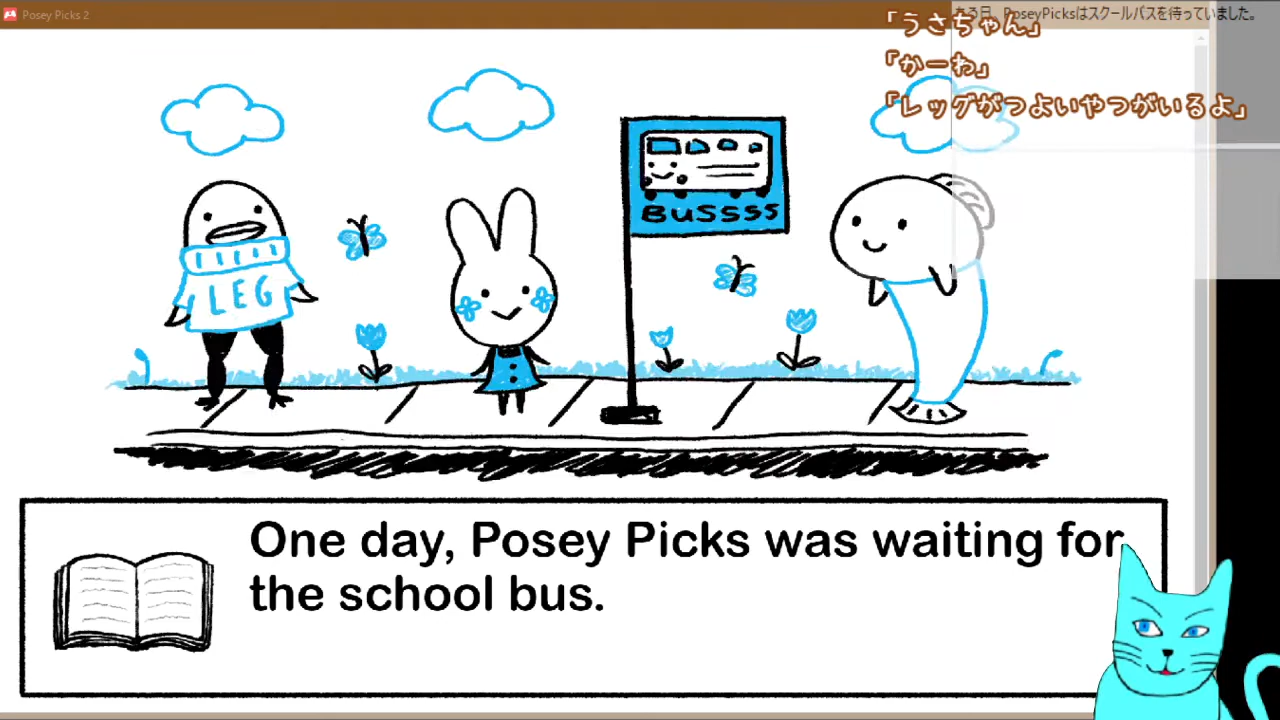 Posey Picks 2
ある日、PoseyPicksはスクールバスを待っていました。
「うさちゃん」
「かーわ」
「レッグがつよいやつがいるよ」
BUSSSS
LEG
One day, Posey Picks was waiting for
the school bus.